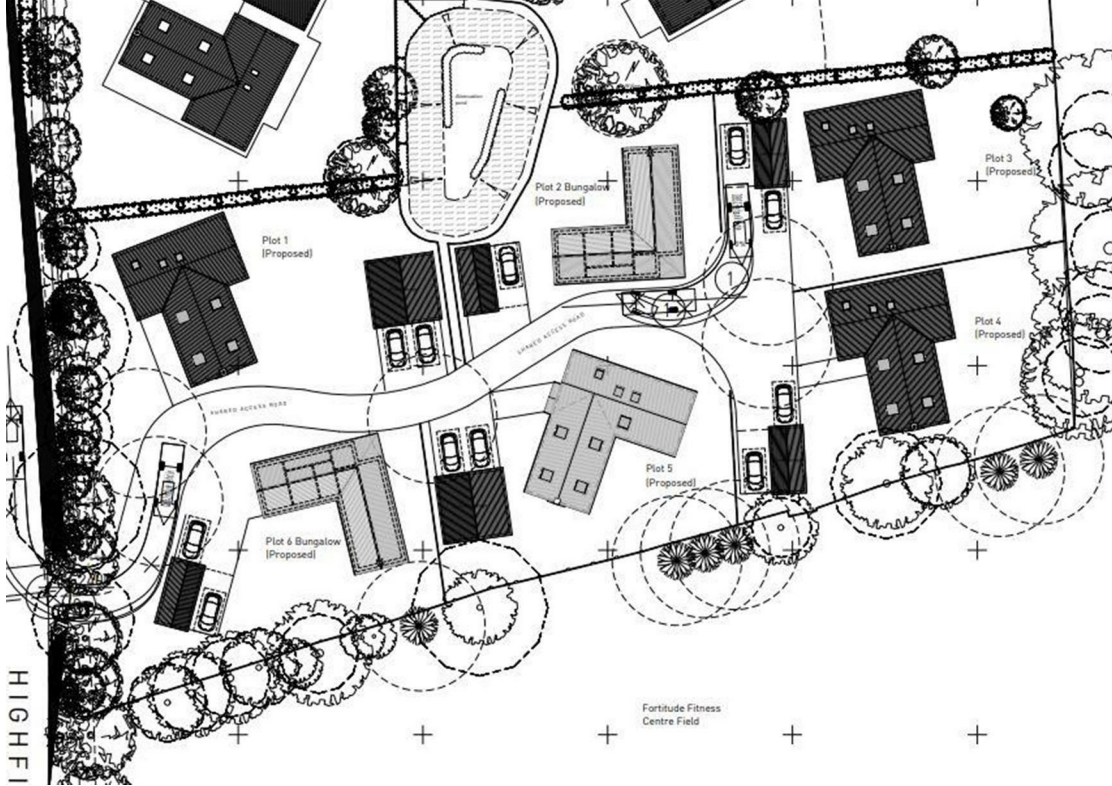 Plot 3
(Proposed)
Plot 2 Bungalow
(Proposed)
Plot 1
(Proposed)
1
SHARED ACCESS ROAD
Plot 4
(Proposed)
SHARED ACCESS ROAD
Plot 5
(Proposed)
Plot 6 Bungalow
(Proposed)
HIGHFI
Fortitude Fitness
Centre Field